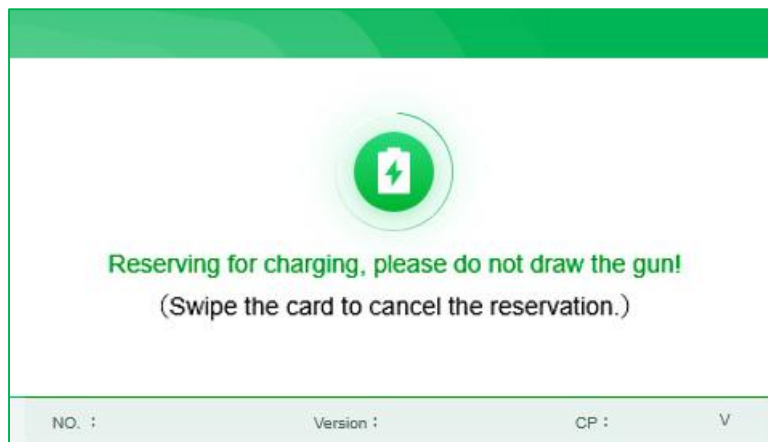 Reserving for charging, please do not draw the gun!
（Swipe the card to cancel the reservation.）
NO.： Version： CP： V